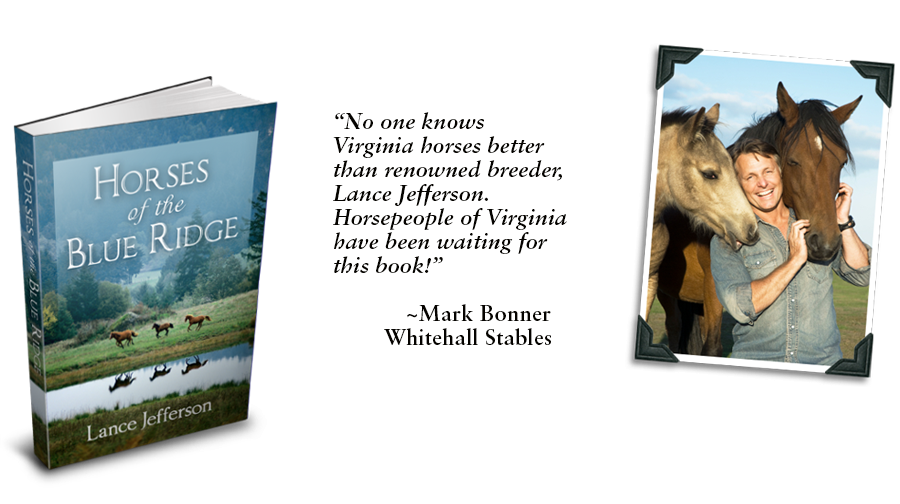 HORSES
of the
BLUE RIDGE
Lance Jefferson
HORSES of the BLUE RIDGE
“No one knows
Virginia horses better
than renowned breeder,
Lance Jefferson.
Horsepeople of Virginia
have been waiting for
this book!”
~Mark Bonner
Whitehall Stables